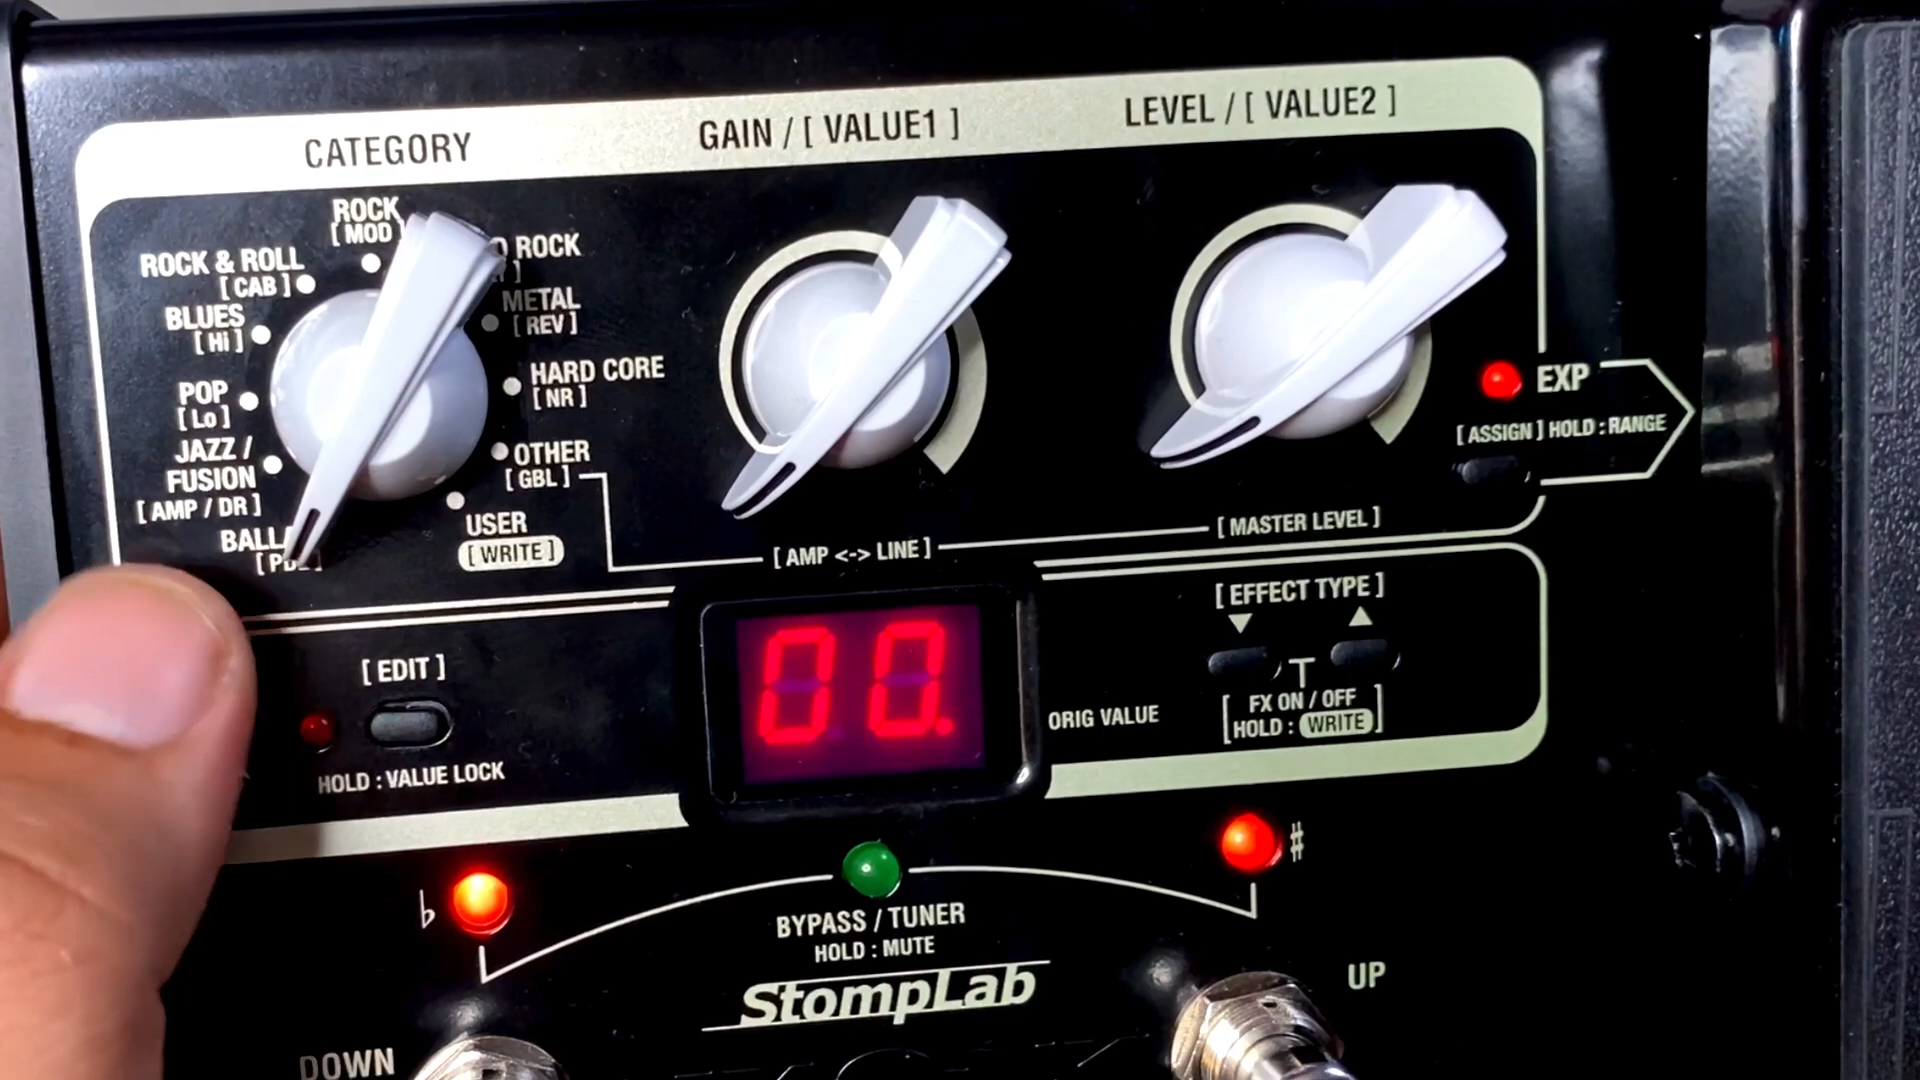 CATEGORY
GAIN / [ VALUE1 ]
LEVEL / [ VALUE2 ]
ROCK
[ MOD ]
ROCK & ROLL
[ CAB ]
ROCK
BLUES
[ Hi ]
METAL
[ REV ]
POP
[ Lo ]
HARD CORE
[ NR ]
EXP
[ ASSIGN ] HOLD : RANGE
JAZZ /
FUSION
[ AMP / DR ]
OTHER
[ GBL ]
USER
[ WRITE ]
[ AMP <-> LINE ]
[ MASTER LEVEL ]
[ EDIT ]
HOLD : VALUE LOCK
00.
ORIG VALUE
[ EFFECT TYPE ]
▼ ▲
[ FX ON / OFF
HOLD : WRITE ]
♭
♯
BYPASS / TUNER
HOLD : MUTE
StompLab
DOWN
UP